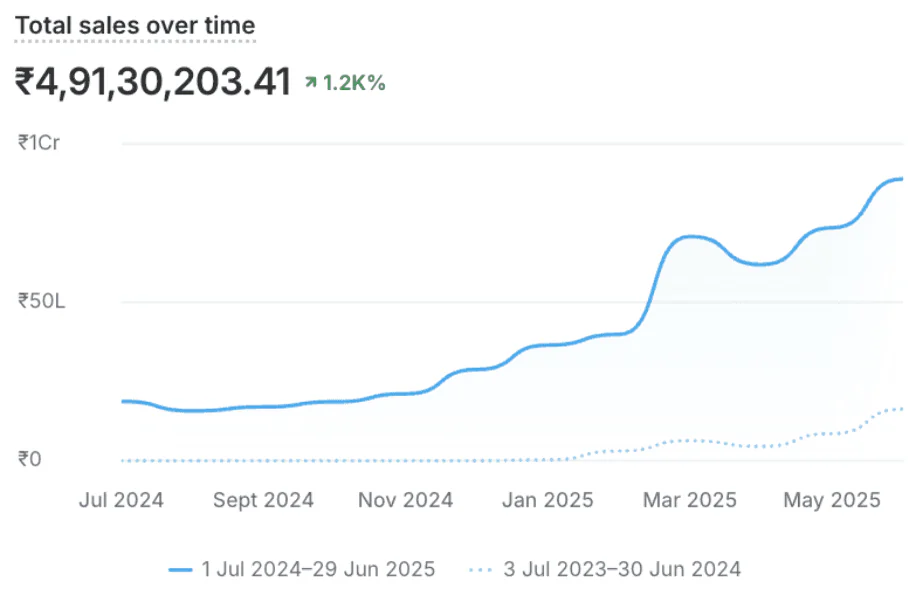 Total sales over time
₹4,91,30,203.41 ↗ 1.2K%
₹1Cr
₹50L
₹0
Jul 2024 Sept 2024 Nov 2024 Jan 2025 Mar 2025 May 2025
1 Jul 2024–29 Jun 2025 3 Jul 2023–30 Jun 2024